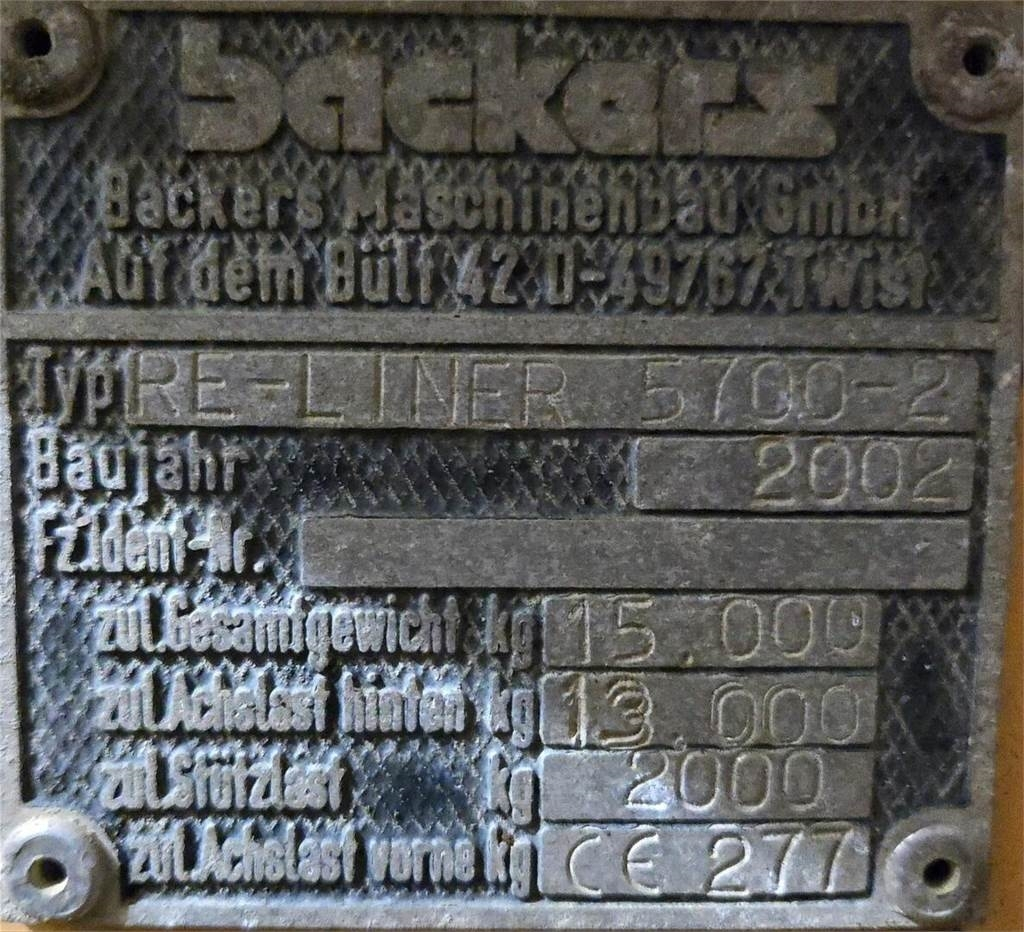 backers
Backers Maschinenbau GmbH
Auf dem Bült 42 D-49767 Twist
Typ RE-LINER 5700-2
Baujahr 2002
Fz.Ident-Nr.
zul.Gesamtgewicht kg 15.000
zul.Achslast hinten kg 13.000
zul.Stützlast kg 2000
zul.Achslast vorne kg CE 277